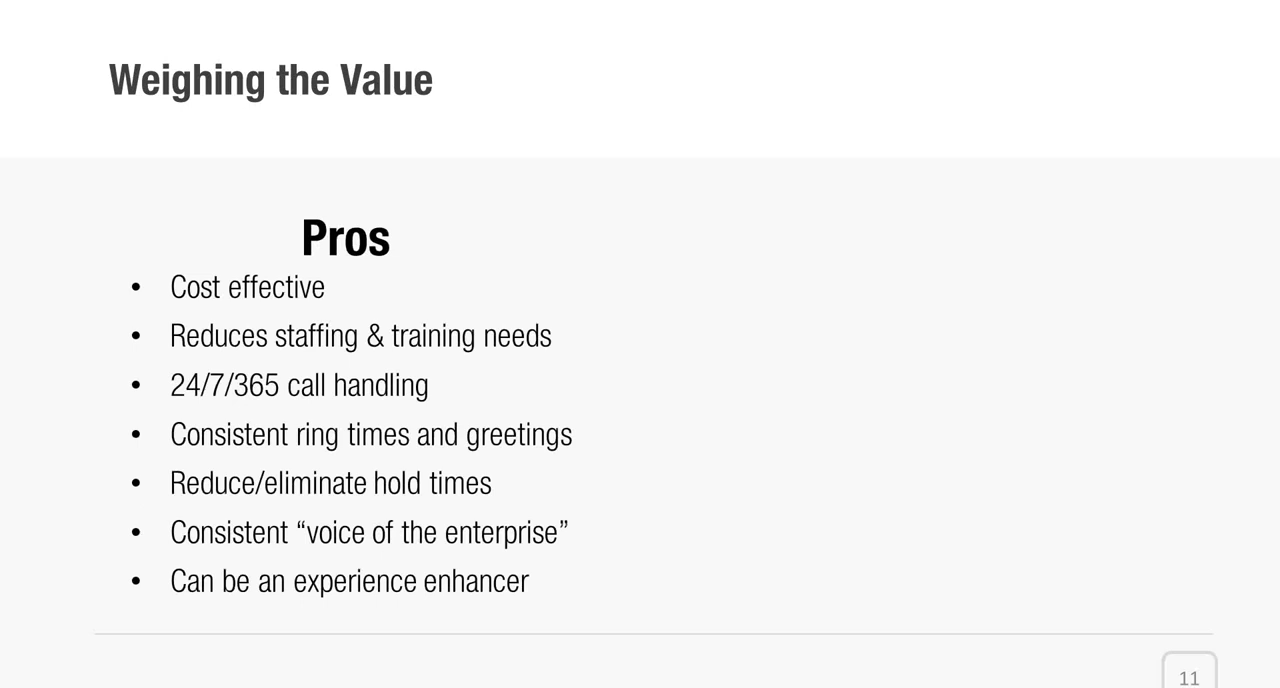 Weighing the Value
Pros
• Cost effective
• Reduces staffing & training needs
• 24/7/365 call handling
• Consistent ring times and greetings
• Reduce/eliminate hold times
• Consistent “voice of the enterprise”
• Can be an experience enhancer
11